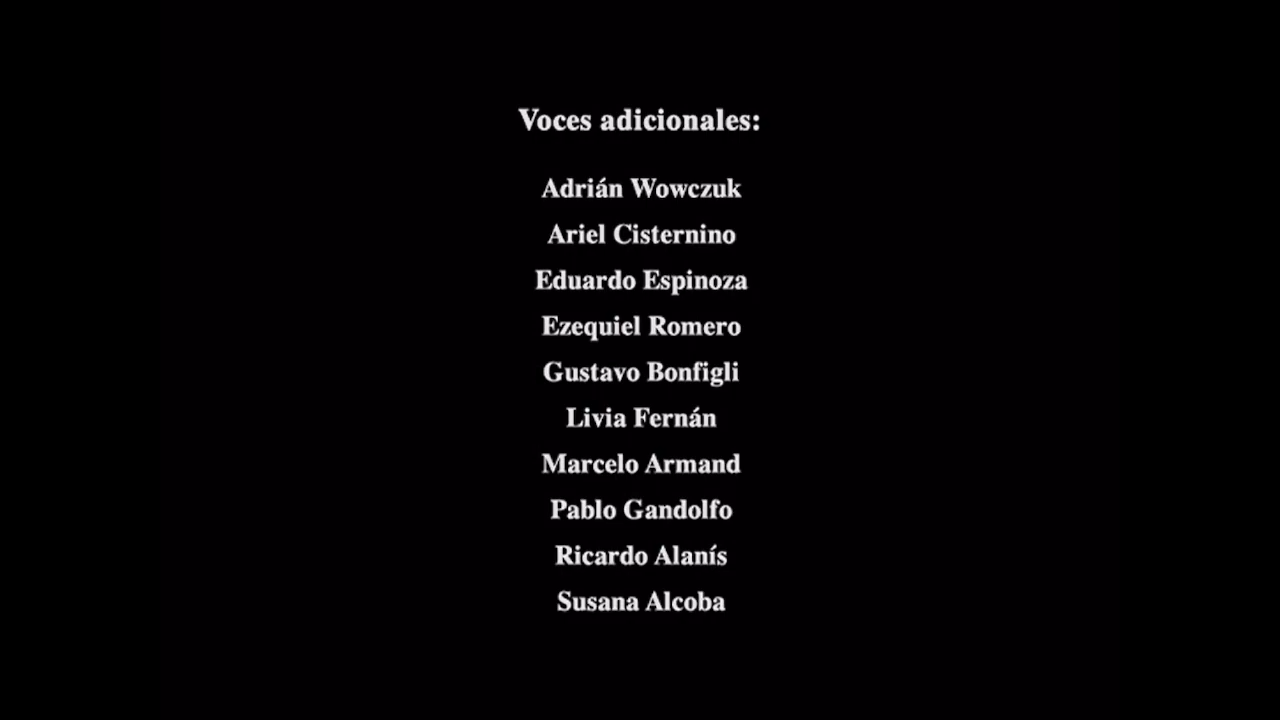 Voces adicionales:
Adrián Wowczuk
Ariel Cisternino
Eduardo Espinoza
Ezequiel Romero
Gustavo Bonfigli
Livia Fernán
Marcelo Armand
Pablo Gandolfo
Ricardo Alanís
Susana Alcoba